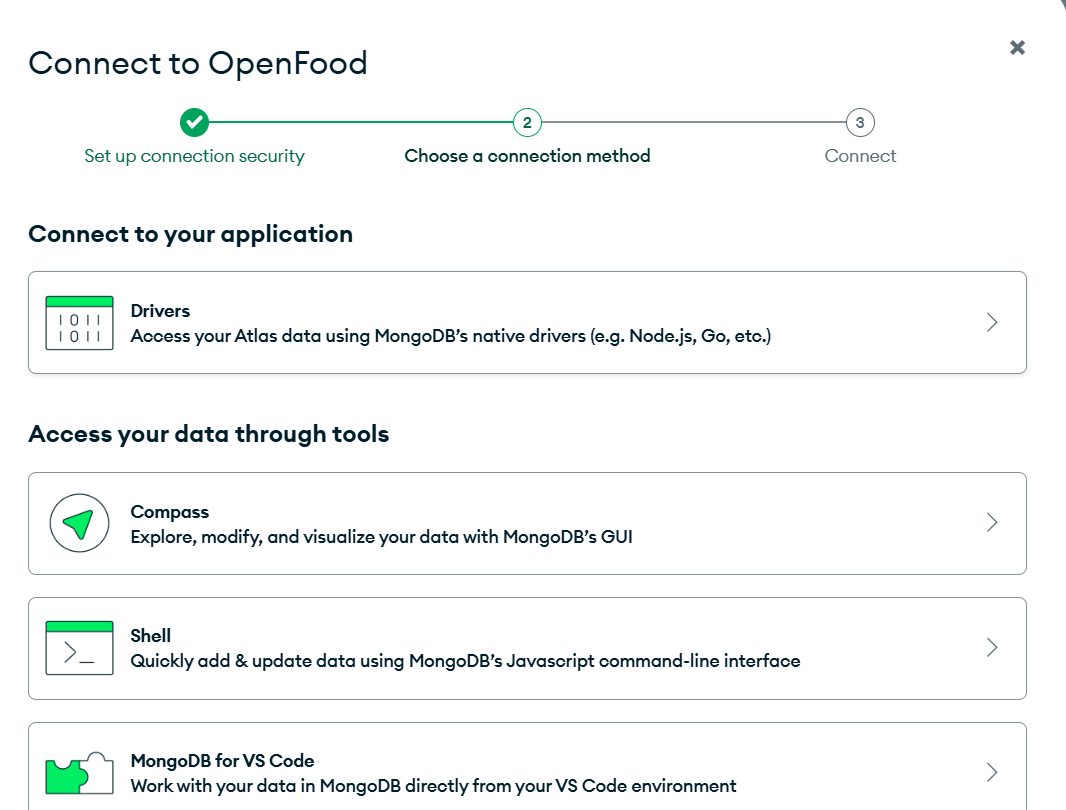 Connect to OpenFood
2
3
Set up connection security
Choose a connection method
Connect
Connect to your application
1011
1011
Drivers
Access your Atlas data using MongoDB’s native drivers (e.g. Node.js, Go, etc.)
Access your data through tools
Compass
Explore, modify, and visualize your data with MongoDB’s GUI
>_
Shell
Quickly add & update data using MongoDB’s Javascript command-line interface
MongoDB for VS Code
Work with your data in MongoDB directly from your VS Code environment